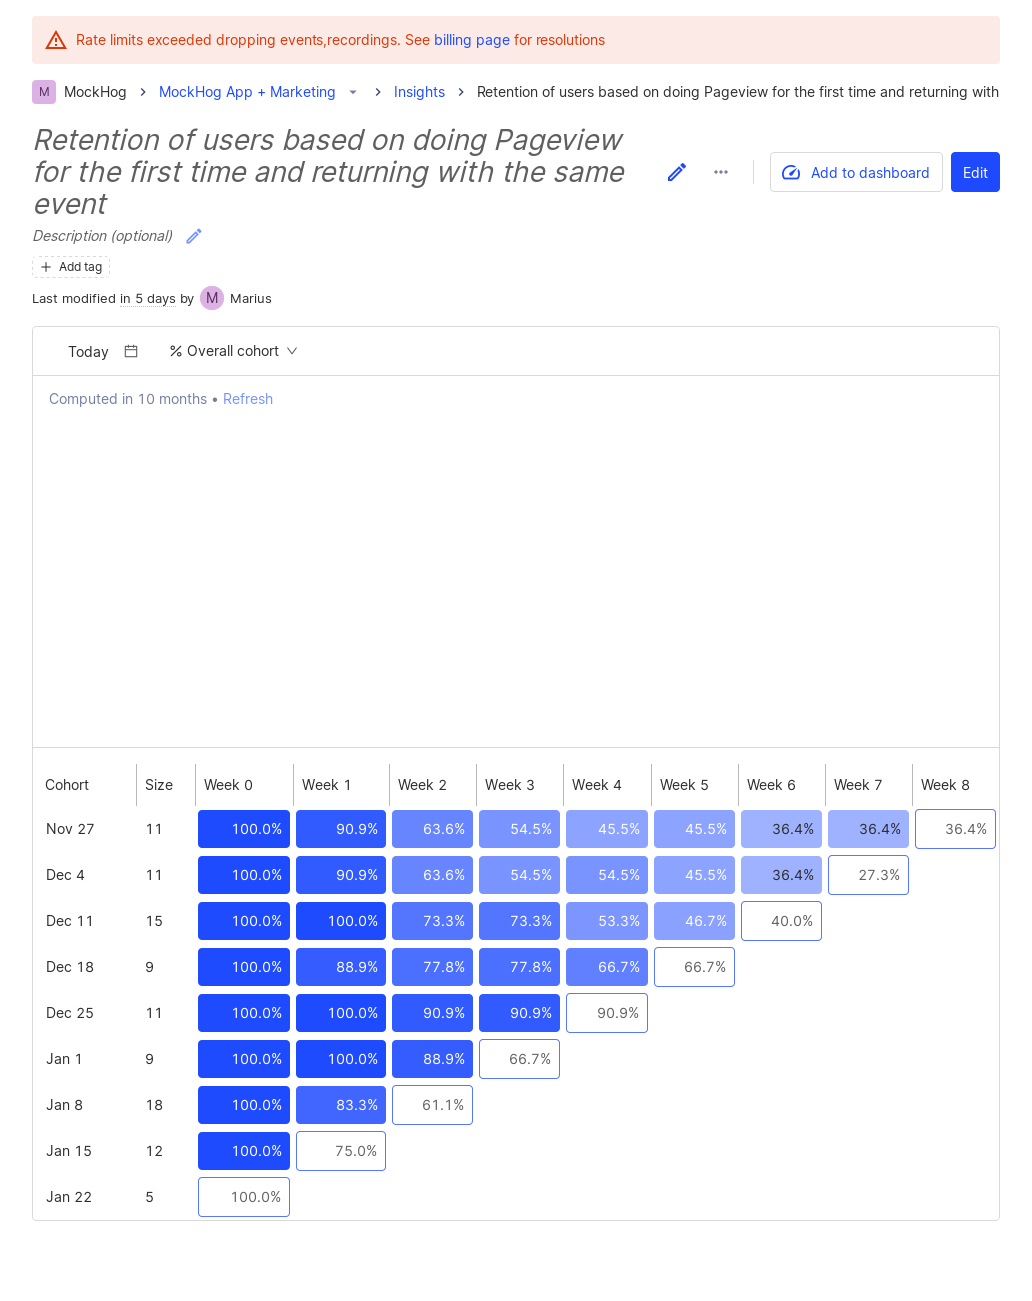 Rate limits exceeded dropping events,recordings. See billing page for resolutions
M MockHog MockHog App + Marketing Insights Retention of users based on doing Pageview for the first time and returning with
Retention of users based on doing Pageview
for the first time and returning with the same
event
Add to dashboard Edit
Description (optional)
Add tag
Last modified in 5 days by M Marius
Today % Overall cohort
Computed in 10 months • Refresh
Cohort Size Week 0 Week 1 Week 2 Week 3 Week 4 Week 5 Week 6 Week 7 Week 8
Nov 27 11 100.0% 90.9% 63.6% 54.5% 45.5% 45.5% 36.4% 36.4% 36.4%
Dec 4 11 100.0% 90.9% 63.6% 54.5% 54.5% 45.5% 36.4% 27.3%
Dec 11 15 100.0% 100.0% 73.3% 73.3% 53.3% 46.7% 40.0%
Dec 18 9 100.0% 88.9% 77.8% 77.8% 66.7% 66.7%
Dec 25 11 100.0% 100.0% 90.9% 90.9% 90.9%
Jan 1 9 100.0% 100.0% 88.9% 66.7%
Jan 8 18 100.0% 83.3% 61.1%
Jan 15 12 100.0% 75.0%
Jan 22 5 100.0%